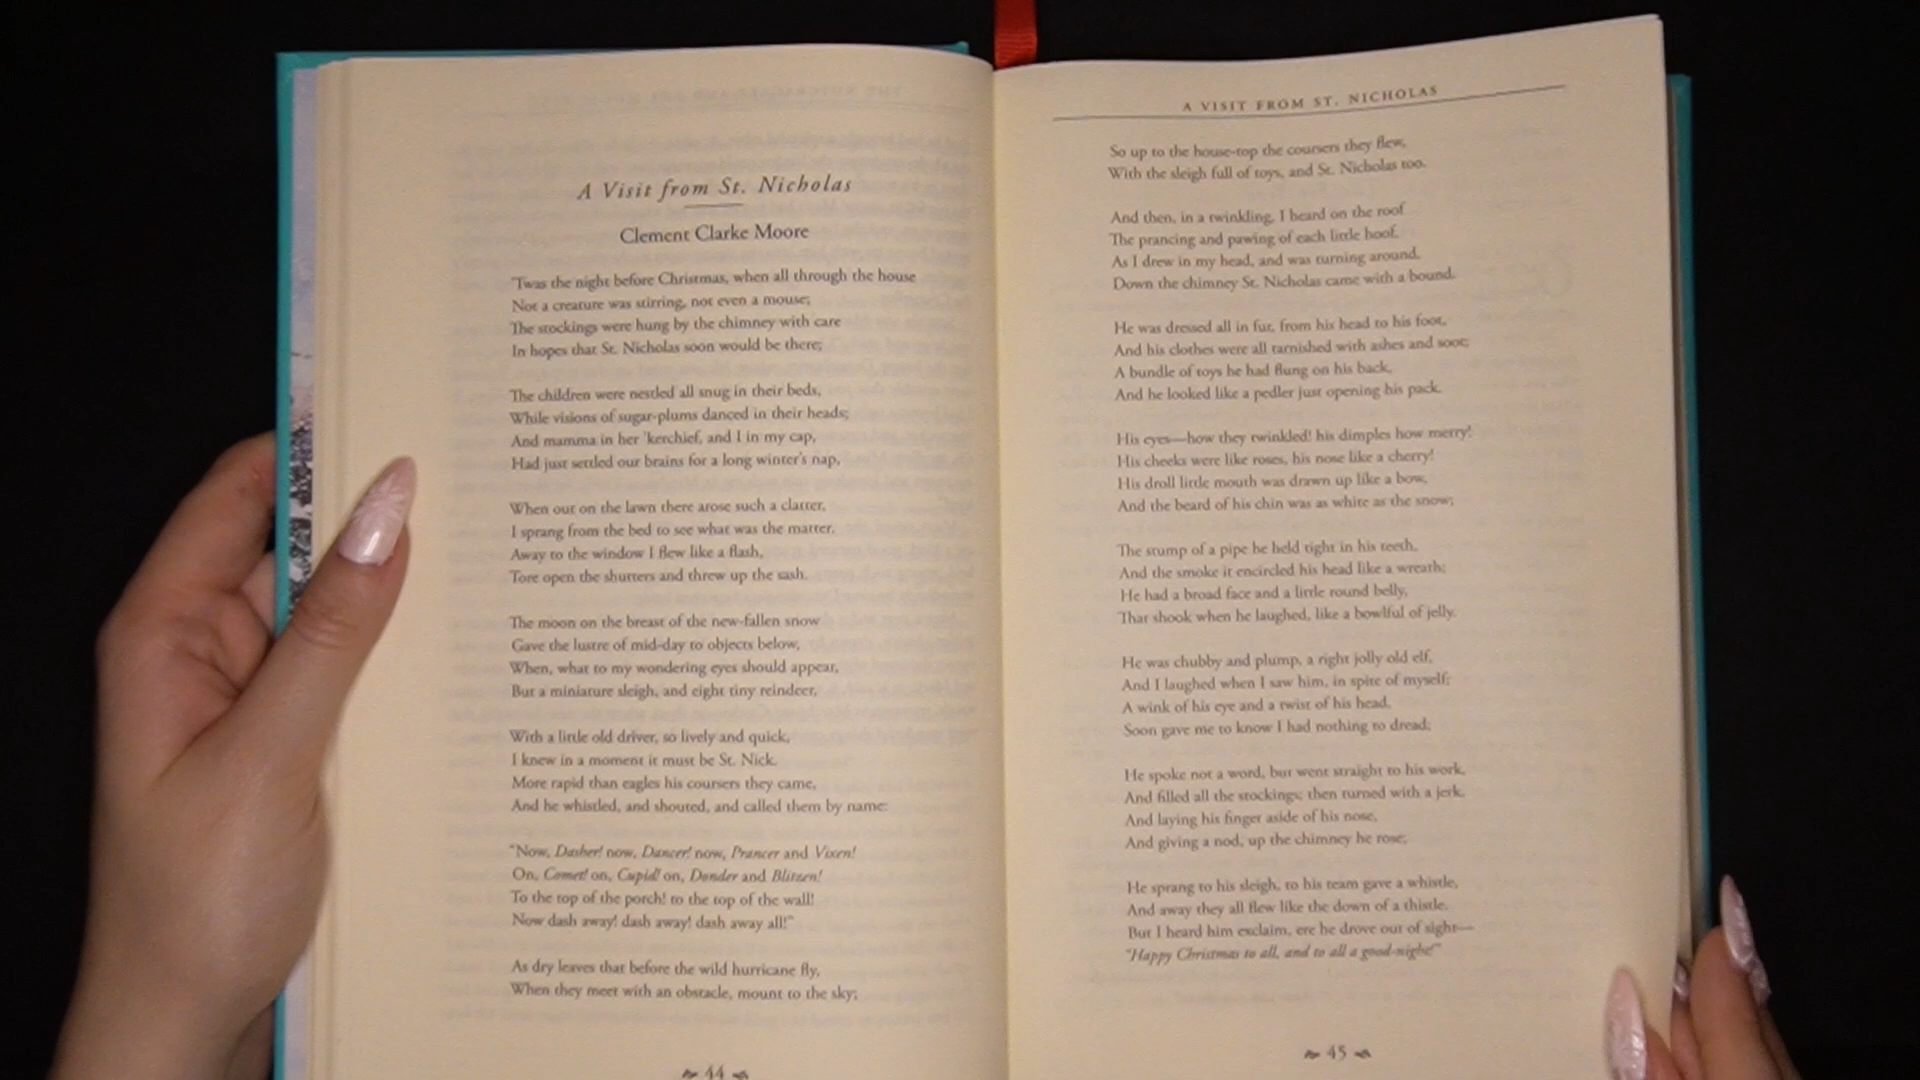 A Visit from St. Nicholas
Clement Clarke Moore
'Twas the night before Christmas, when all through the house
Not a creature was stirring, not even a mouse;
The stockings were hung by the chimney with care
In hopes that St. Nicholas soon would be there;
The children were nestled all snug in their beds,
While visions of sugar-plums danced in their heads;
And mamma in her 'kerchief, and I in my cap,
Had just settled our brains for a long winter's nap,
When out on the lawn there arose such a clatter,
I sprang from the bed to see what was the matter.
Away to the window I flew like a flash,
Tore open the shutters and threw up the sash.
The moon on the breast of the new-fallen snow
Gave the lustre of mid-day to objects below,
When, what to my wondering eyes should appear,
But a miniature sleigh, and eight tiny reindeer,
With a little old driver, so lively and quick,
I knew in a moment it must be St. Nick.
More rapid than eagles his coursers they came,
And he whistled, and shouted, and called them by name:
"Now, Dasher! now, Dancer! now, Prancer and Vixen!
On, Comet! on, Cupid! on, Donder and Blitzen!
To the top of the porch! to the top of the wall!
Now dash away! dash away! dash away all!"
As dry leaves that before the wild hurricane fly,
When they meet with an obstacle, mount to the sky;
44
A VISIT FROM ST. NICHOLAS
So up to the house-top the coursers they flew,
With the sleigh full of toys, and St. Nicholas too.
And then, in a twinkling, I heard on the roof
The prancing and pawing of each little hoof.
As I drew in my head, and was turning around,
Down the chimney St. Nicholas came with a bound.
He was dressed all in fur, from his head to his foot,
And his clothes were all tarnished with ashes and soot;
A bundle of toys he had flung on his back,
And he looked like a pedler just opening his pack.
His eyes—how they twinkled! his dimples how merry!
His cheeks were like roses, his nose like a cherry!
His droll little mouth was drawn up like a bow,
And the beard of his chin was as white as the snow;
The stump of a pipe he held tight in his teeth,
And the smoke it encircled his head like a wreath;
He had a broad face and a little round belly,
That shook when he laughed, like a bowlful of jelly.
He was chubby and plump, a right jolly old elf,
And I laughed when I saw him, in spite of myself;
A wink of his eye and a twist of his head,
Soon gave me to know I had nothing to dread;
He spoke not a word, but went straight to his work,
And filled all the stockings; then turned with a jerk,
And laying his finger aside of his nose,
And giving a nod, up the chimney he rose;
He sprang to his sleigh, to his team gave a whistle,
And away they all flew like the down of a thistle.
But I heard him exclaim, ere he drove out of sight—
"Happy Christmas to all, and to all a good-night!"
45